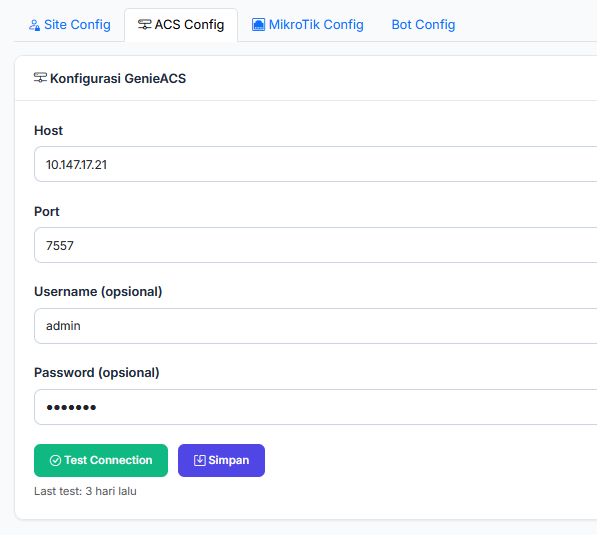 Site Config ACS Config MikroTik Config Bot Config
Konfigurasi GenieACS
Host
10.147.17.21
Port
7557
Username (opsional)
admin
Password (opsional)
•••••••
Test Connection Simpan
Last test: 3 hari lalu